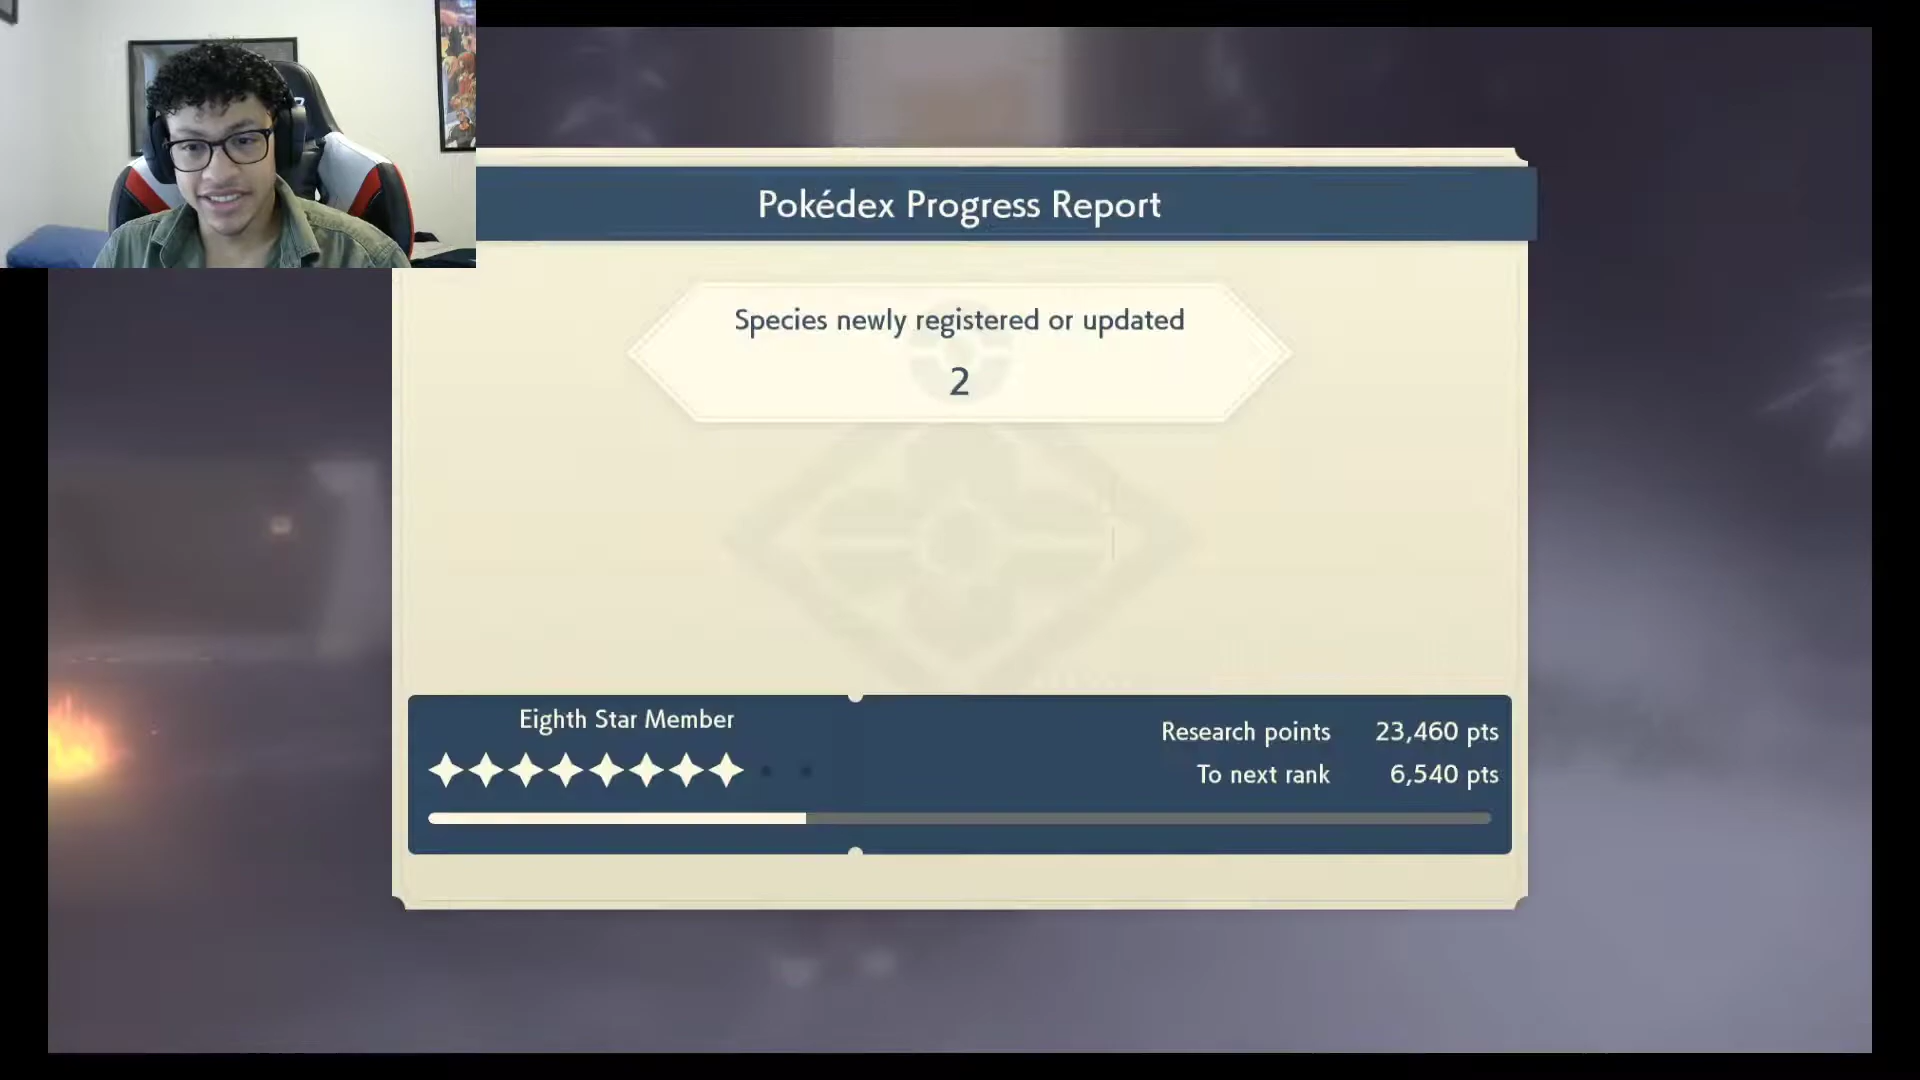 Pokédex Progress Report
Species newly registered or updated
2
Eighth Star Member
Research points 23,460 pts
To next rank 6,540 pts